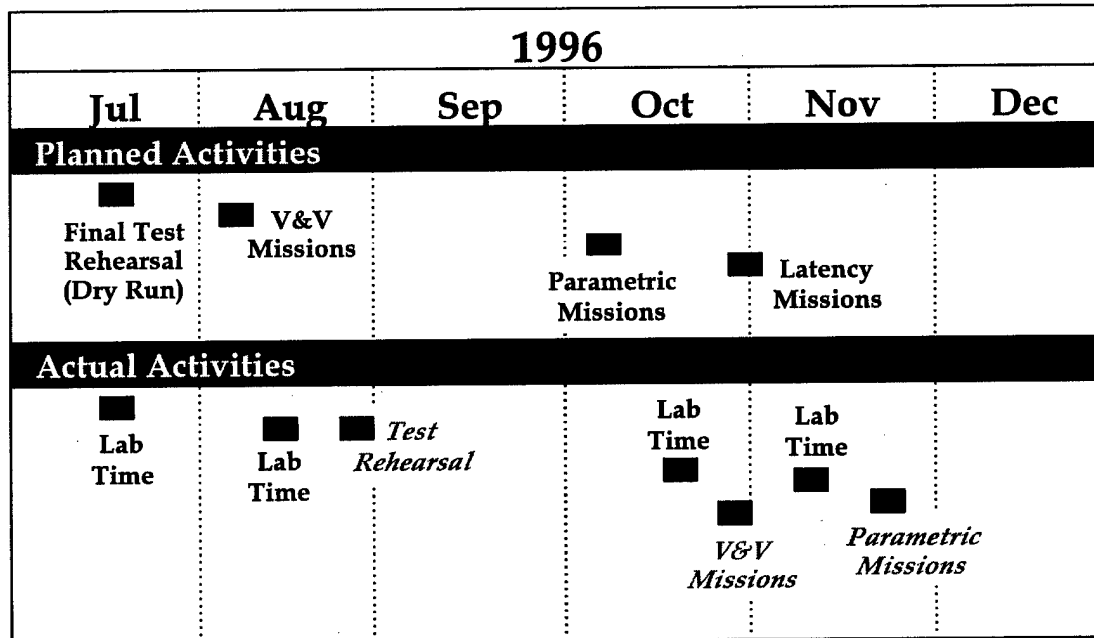 1996
Jul Aug Sep Oct Nov Dec
Planned Activities
Final Test
Rehearsal
(Dry Run)
V&V
Missions
Parametric
Missions
Latency
Missions
Actual Activities
Lab
Time
Lab
Time
Test
Rehearsal
Lab
Time
V&V
Missions
Lab
Time
Parametric
Missions